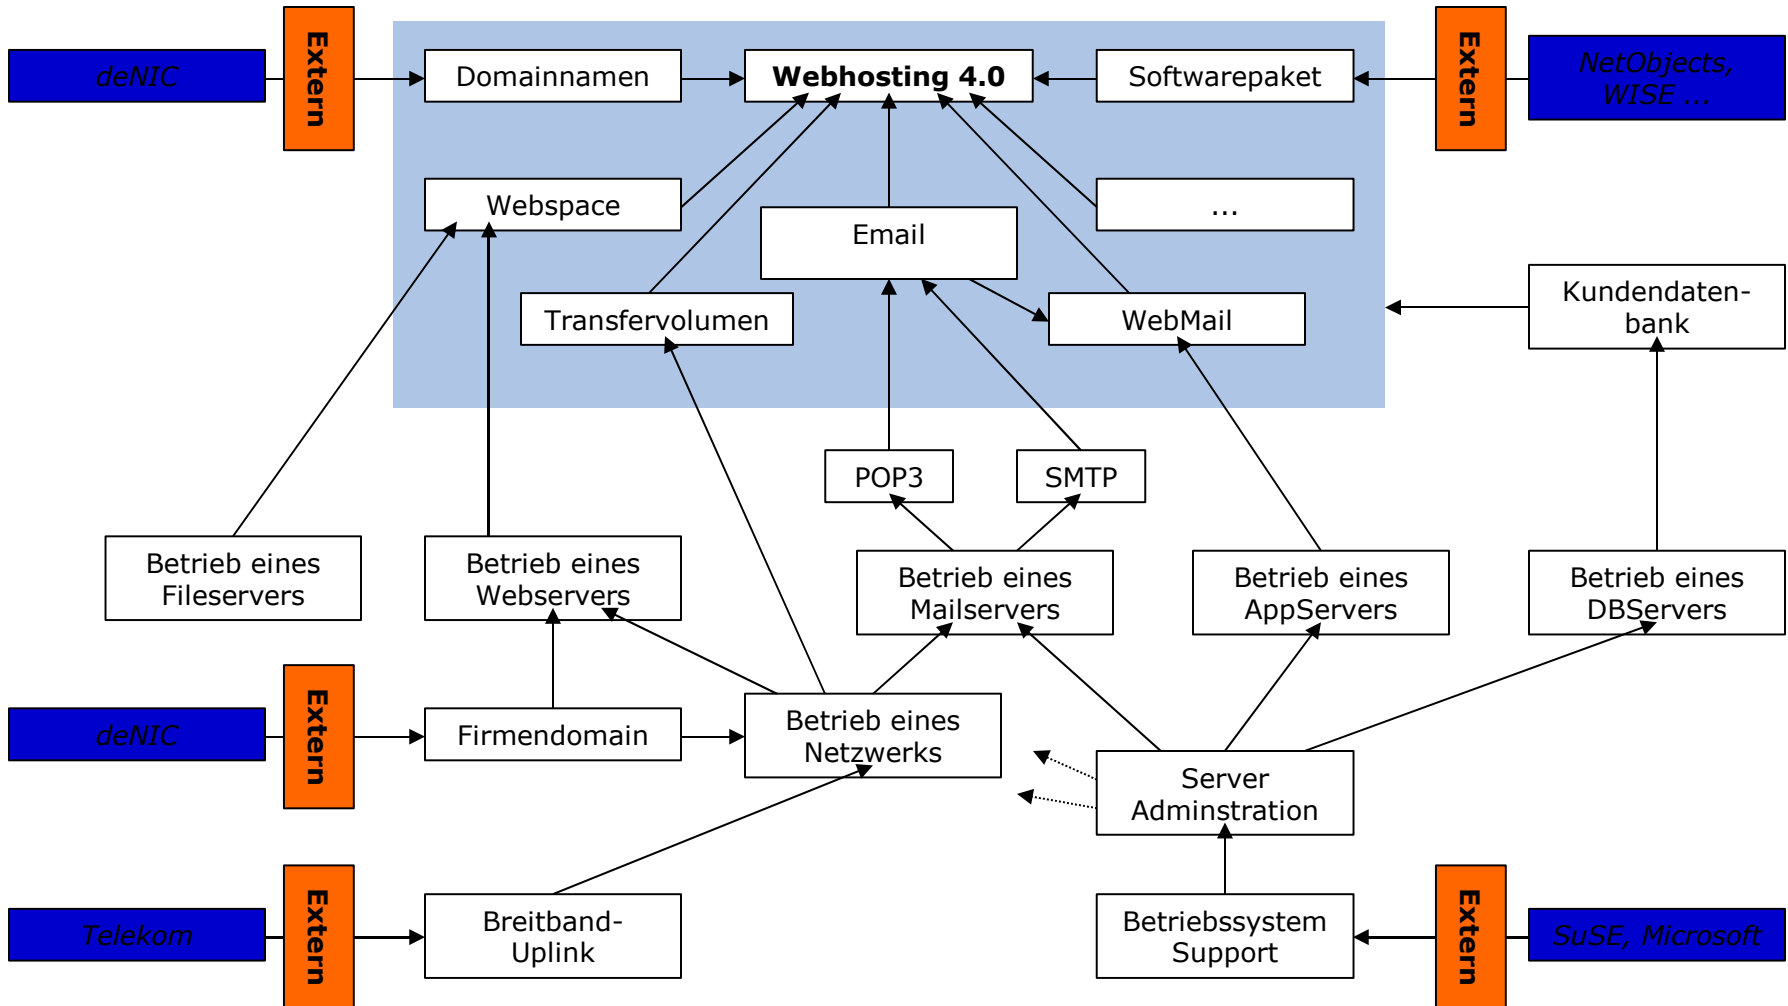 deNIC
Extern
Domainnamen
Webhosting 4.0
Softwarepaket
Extern
NetObjects,
WISE ...
Webspace
Email
...
Transfervolumen
WebMail
Kundendaten-
bank
POP3
SMTP
Betrieb eines
Fileservers
Betrieb eines
Webservers
Betrieb eines
Mailservers
Betrieb eines
AppServers
Betrieb eines
DBServers
deNIC
Extern
Firmendomain
Betrieb eines
Netzwerks
Server
Adminstration
Telekom
Extern
Breitband-
Uplink
Betriebssystem
Support
Extern
SuSE, Microsoft